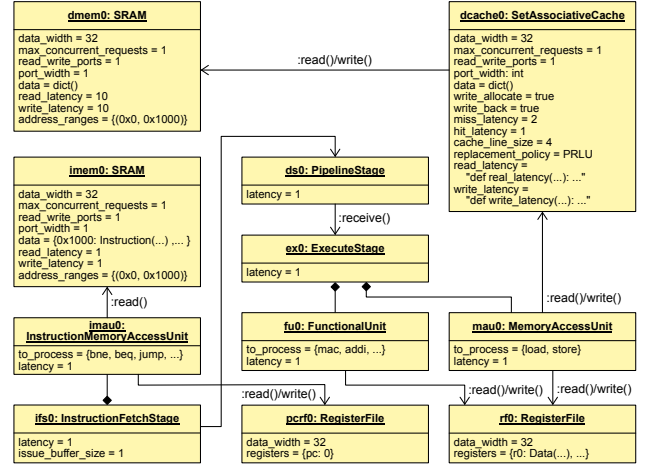 dmem0: SRAM
data_width = 32
max_concurrent_requests = 1
read_write_ports = 1
port_width = 1
data = dict()
read_latency = 10
write_latency = 10
address_ranges = {(0x0, 0x1000)}
:read()/write()
dcache0: SetAssociativeCache
data_width = 32
max_concurrent_requests = 1
read_write_ports = 1
port_width: int
data = dict()
write_allocate = true
write_back = true
miss_latency = 2
hit_latency = 1
cache_line_size = 4
replacement_policy = PRLU
read_latency =
"def real_latency(...): ..."
write_latency =
"def write_latency(...): ..."
imem0: SRAM
data_width = 32
max_concurrent_requests = 1
read_write_ports = 1
port_width = 1
data = {0x1000: Instruction(...) ,... }
read_latency = 1
write_latency = 1
address_ranges = {(0x0, 0x1000)}
ds0: PipelineStage
latency = 1
:receive()
ex0: ExecuteStage
latency = 1
:read()
:read()/write()
imau0:
InstructionMemoryAccessUnit
to_process = {bne, beq, jump, ...}
latency = 1
fu0: FunctionalUnit
to_process = {mac, addi, ...}
latency = 1
mau0: MemoryAccessUnit
to_process = {load, store}
latency = 1
:read()/write()
:read()/write()
:read()/write()
ifs0: InstructionFetchStage
latency = 1
issue_buffer_size = 1
pcrf0: RegisterFile
data_width = 32
registers = {pc: 0}
rf0: RegisterFile
data_width = 32
registers = {r0: Data(...), ...}